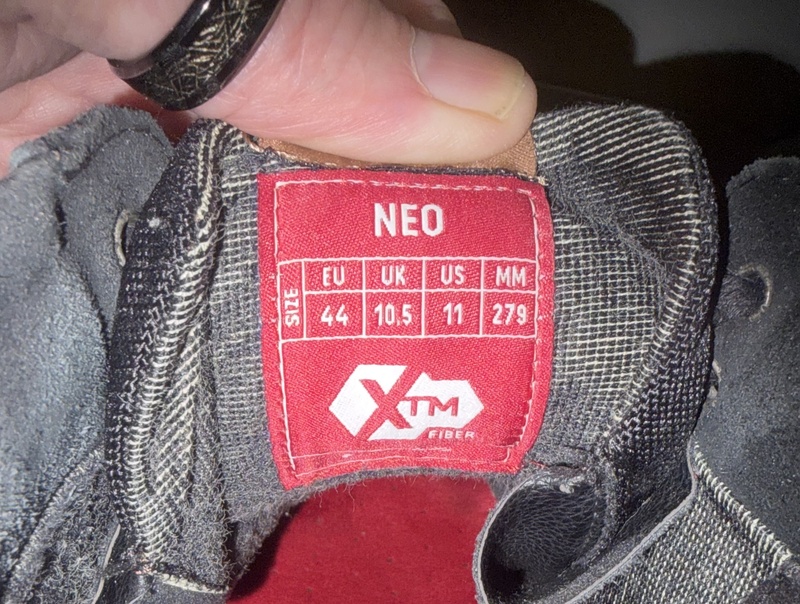 NEO
SIZE EU UK US MM
44 10.5 11 279
XTM
FIBER